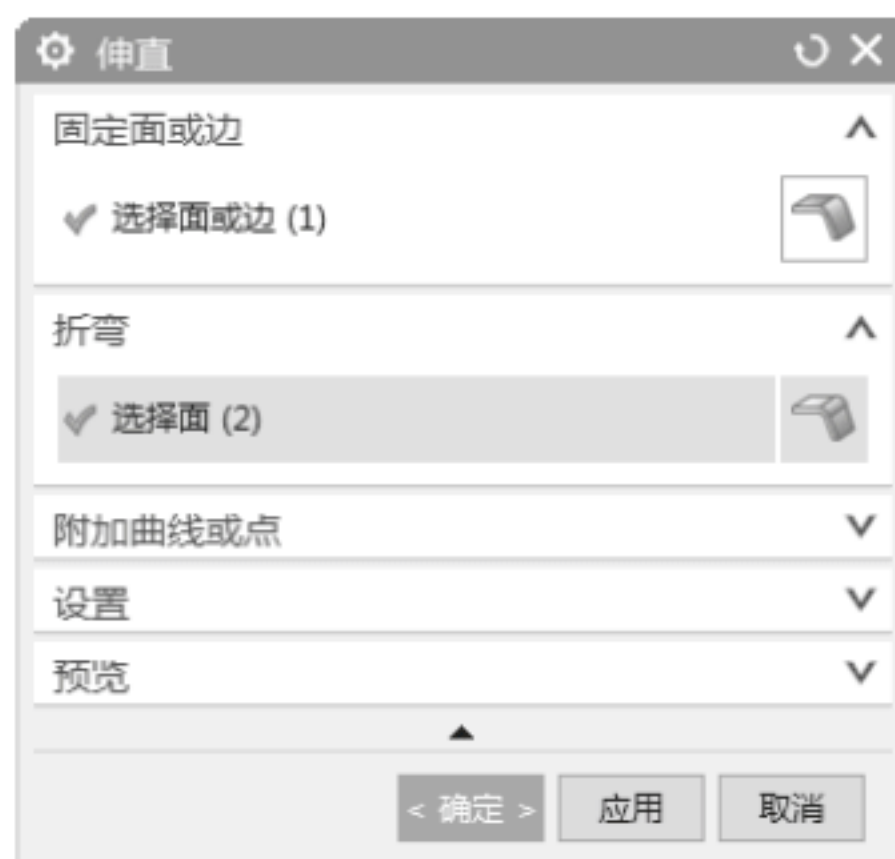 伸直
固定面或边
选择面或边 (1)
折弯
选择面 (2)
附加曲线或点
设置
预览
< 确定 > 应用 取消